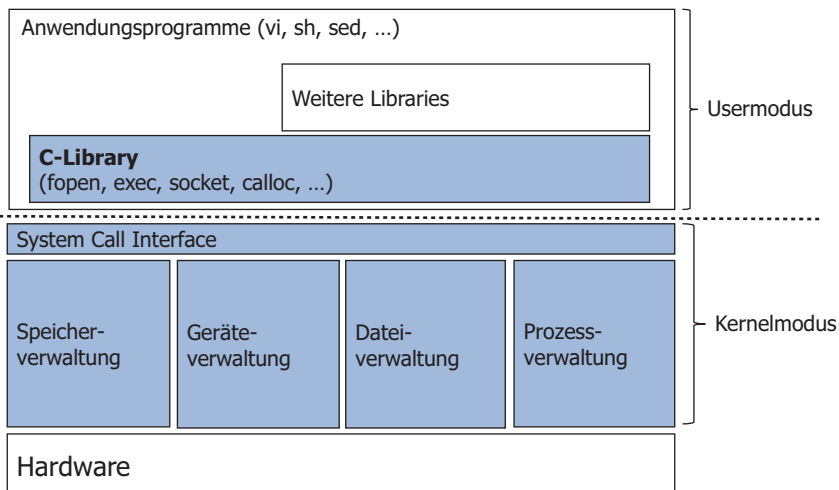 Anwendungsprogramme (vi, sh, sed, …)
Weitere Libraries
Usermodus
C-Library
(fopen, exec, socket, calloc, …)
System Call Interface
Speicher-
verwaltung
Geräte-
verwaltung
Datei-
verwaltung
Prozess-
verwaltung
Kernelmodus
Hardware